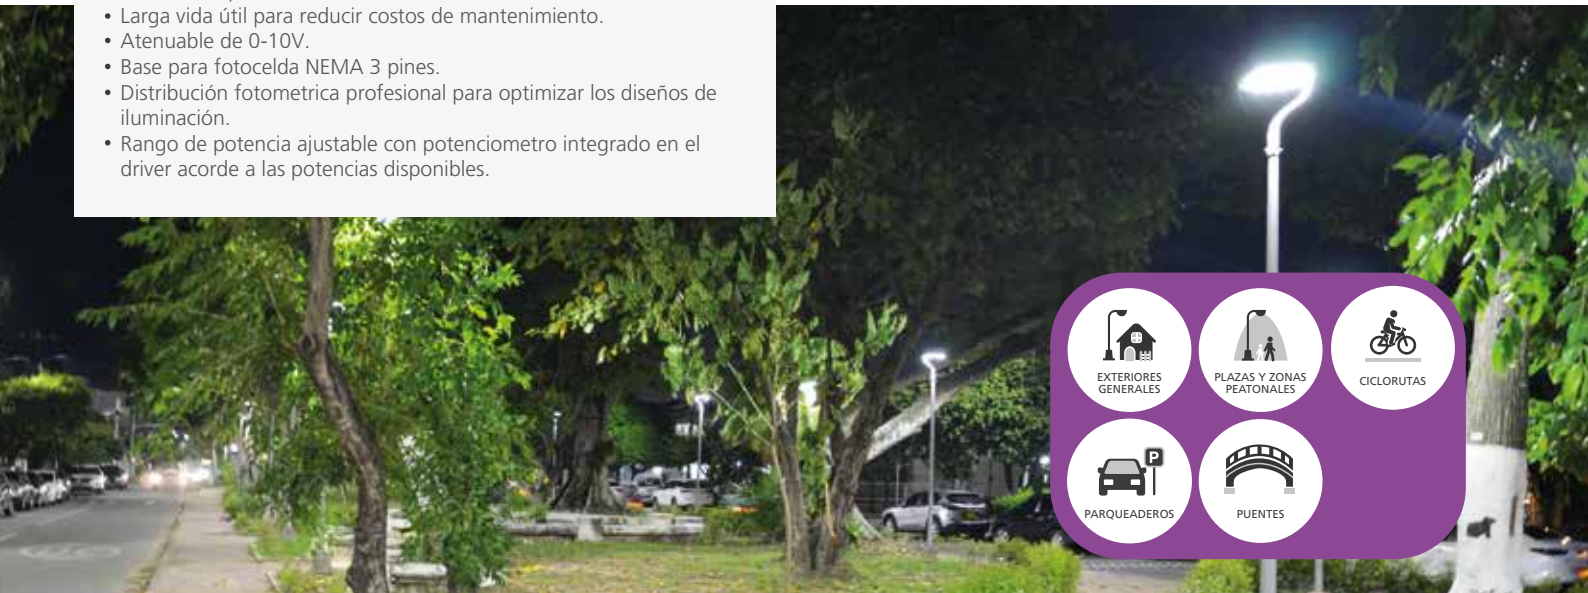 • Larga vida útil para reducir costos de mantenimiento.
• Atenuable de 0-10V.
• Base para fotocelda NEMA 3 pines.
• Distribución fotometrica profesional para optimizar los diseños de
iluminación.
• Rango de potencia ajustable con potenciometro integrado en el
driver acorde a las potencias disponibles.
EXTERIORES
GENERALES
PLAZAS Y ZONAS
PEATONALES
CICLORUTAS
P
PARQUEADEROS
PUENTES